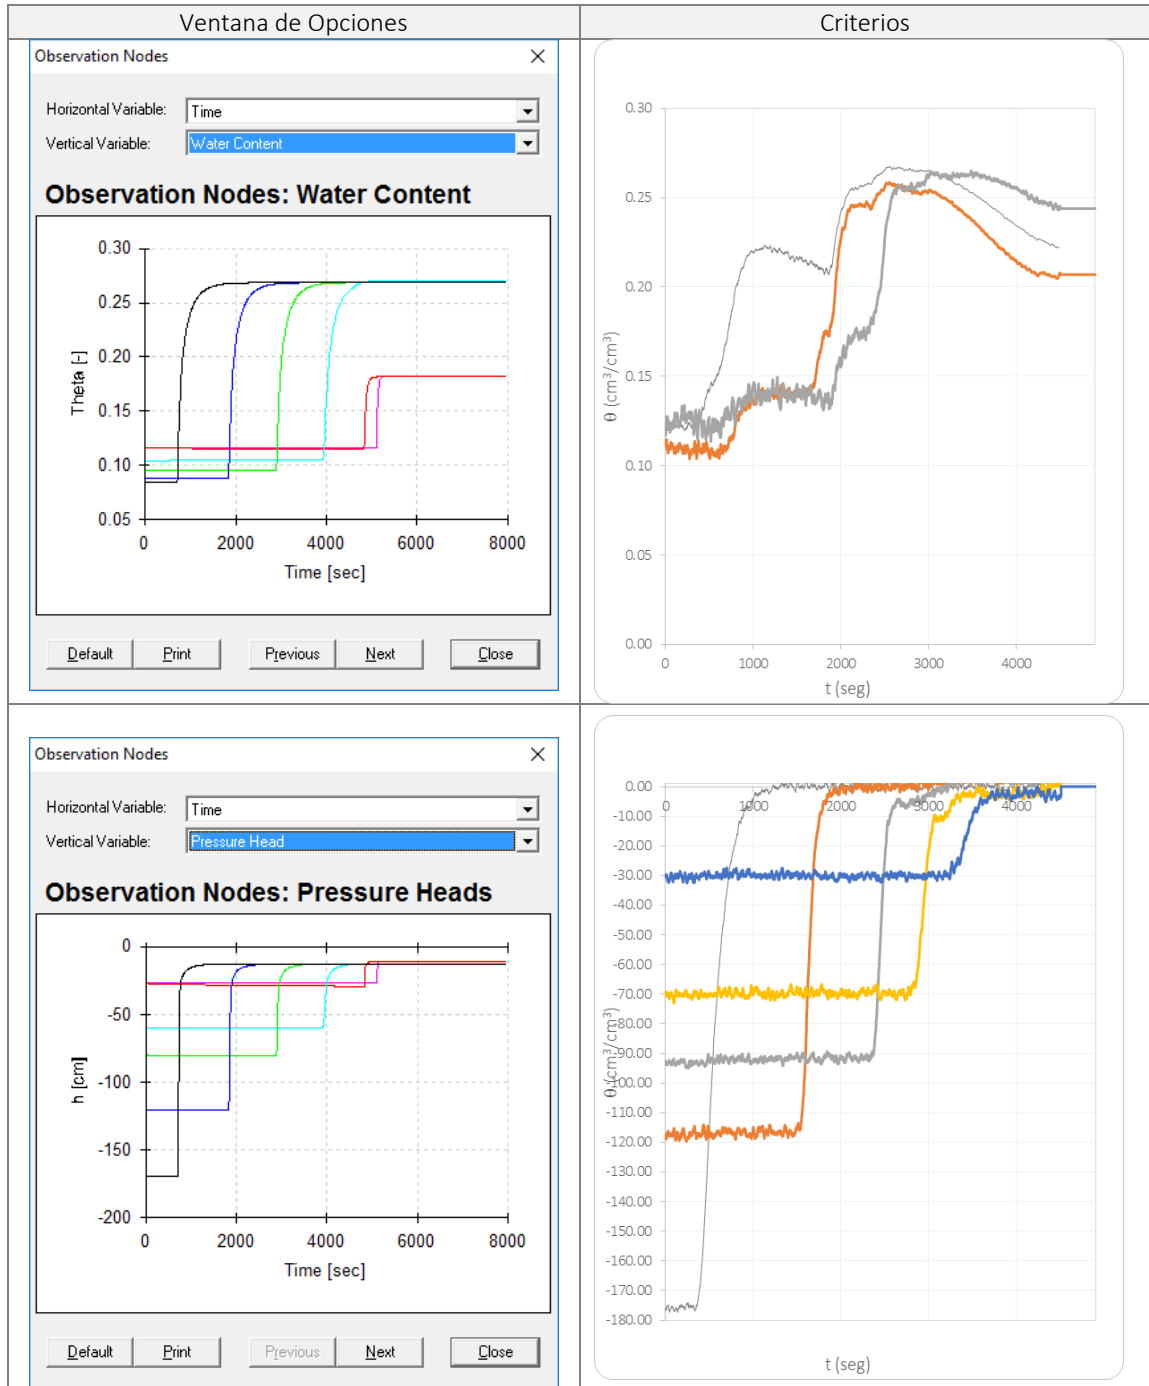 Ventana de Opciones
Criterios
Observation Nodes
Horizontal Variable: Time
Vertical Variable: Water Content
Observation Nodes: Water Content
0.30
0.25
0.20
0.15
0.10
0.05
Theta [-]
0 2000 4000 6000 8000
Time [sec]
Default Print Previous Next Close
0.30
0.25
0.20
0.15
0.10
0.05
0.00
θ (cm³/cm³)
0 1000 2000 3000 4000
t (seg)
Observation Nodes
Horizontal Variable: Time
Vertical Variable: Pressure Head
Observation Nodes: Pressure Heads
0
-50
-100
-150
-200
h [cm]
0 2000 4000 6000 8000
Time [sec]
Default Print Previous Next Close
0.00
-10.00
-20.00
-30.00
-40.00
-50.00
-60.00
-70.00
-80.00
-90.00
-100.00
-110.00
-120.00
-130.00
-140.00
-150.00
-160.00
-170.00
-180.00
θ (cm³/cm³)
0 1000 2000 3000 4000
t (seg)